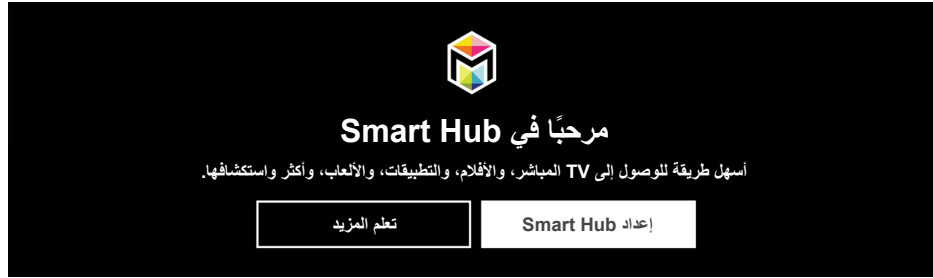 مرحبًا في Smart Hub
أسهل طريقة للوصول إلى TV المباشر، والأفلام، والتطبيقات، والألعاب، وأكثر واستكشافها.
إعداد Smart Hub
تعلم المزيد